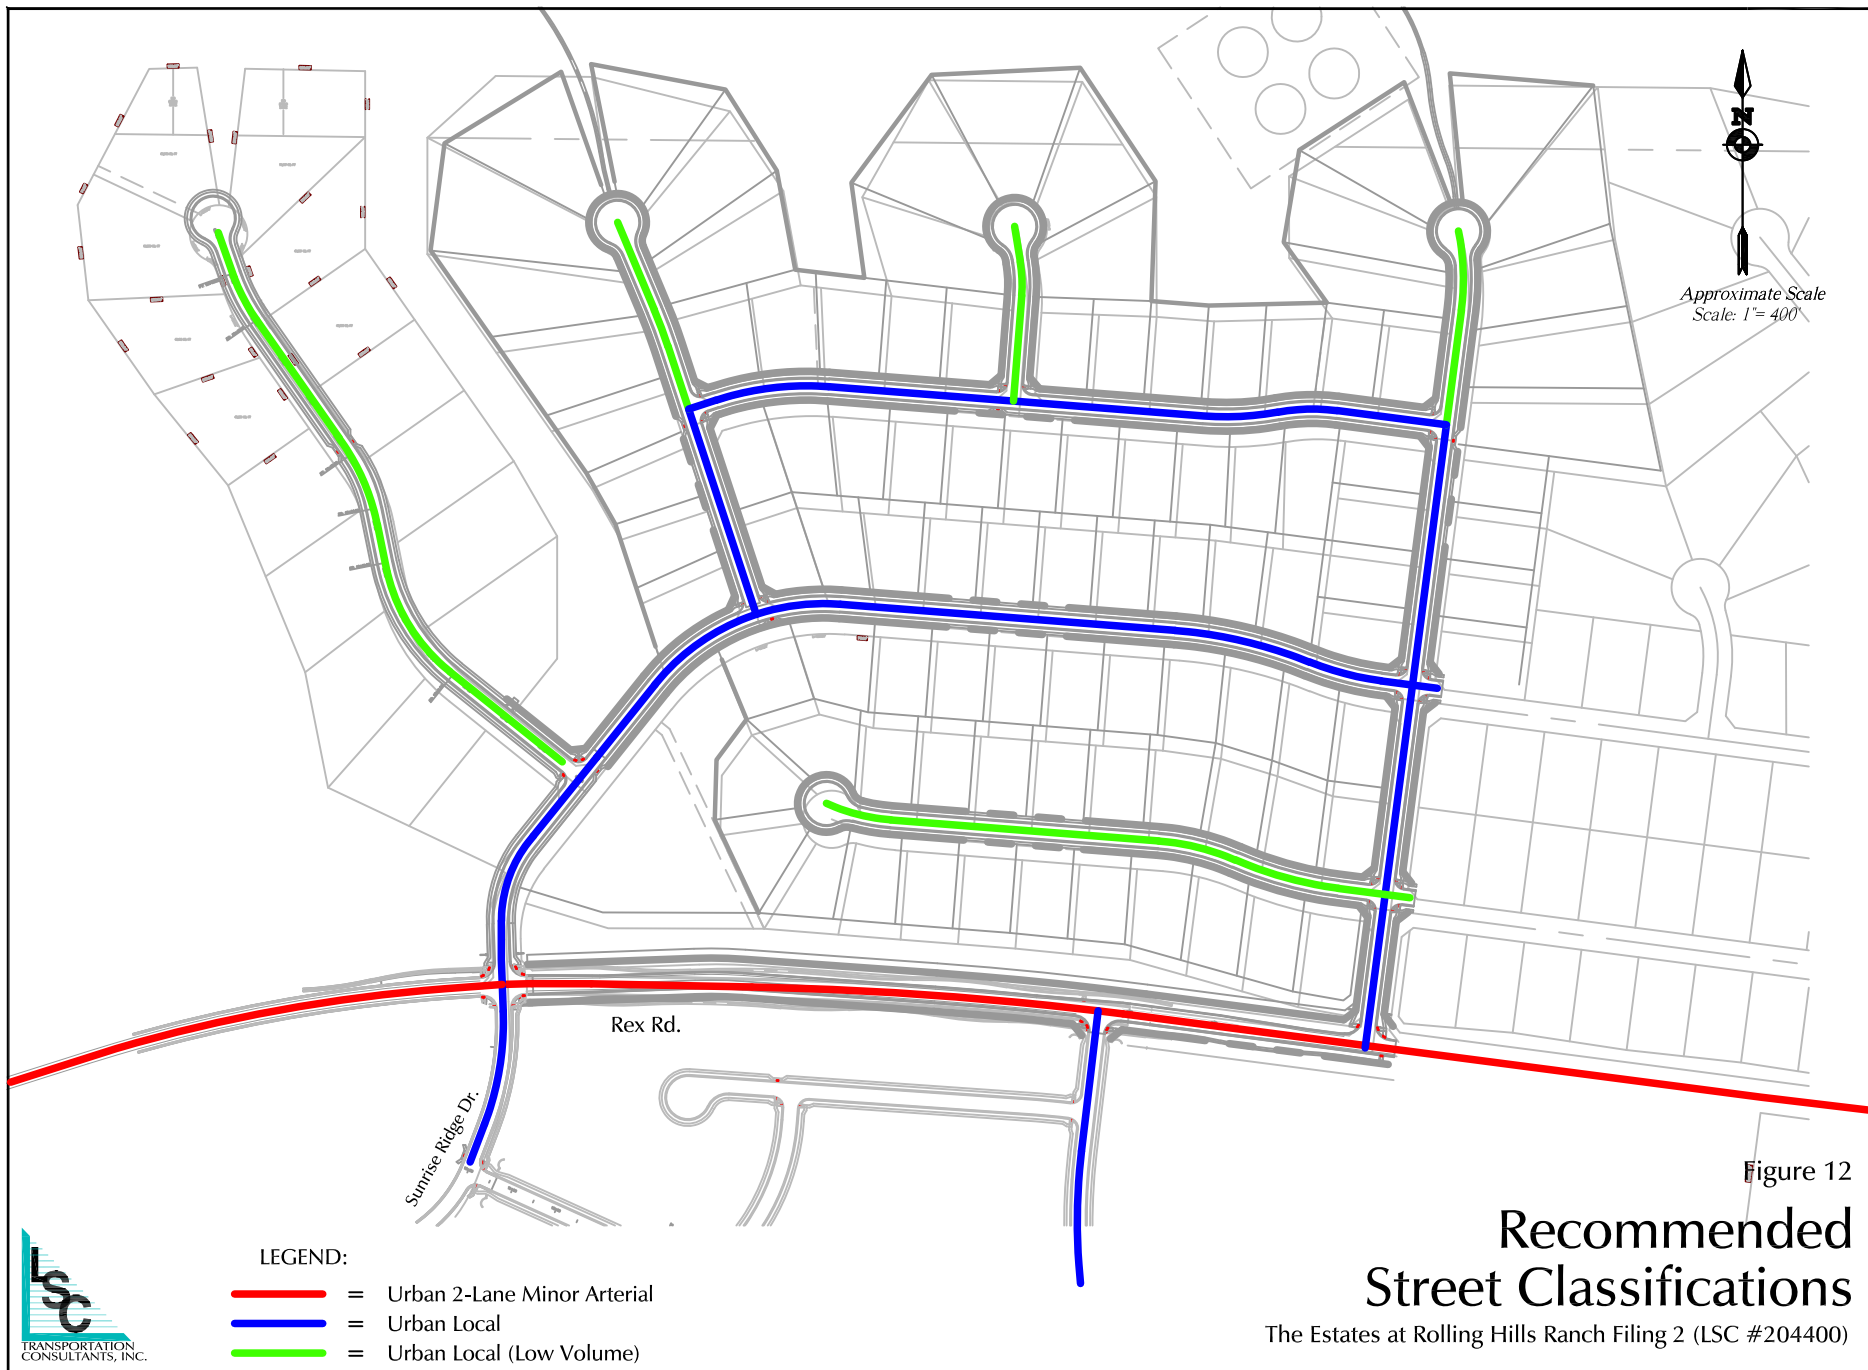 N
Approximate Scale
Scale: 1"= 400'
Rex Rd.
Sunrise Ridge Dr.
Figure 12
Recommended
Street Classifications
The Estates at Rolling Hills Ranch Filing 2 (LSC #204400)
LEGEND:
= Urban 2-Lane Minor Arterial
= Urban Local
= Urban Local (Low Volume)
LSC
TRANSPORTATION
CONSULTANTS, INC.